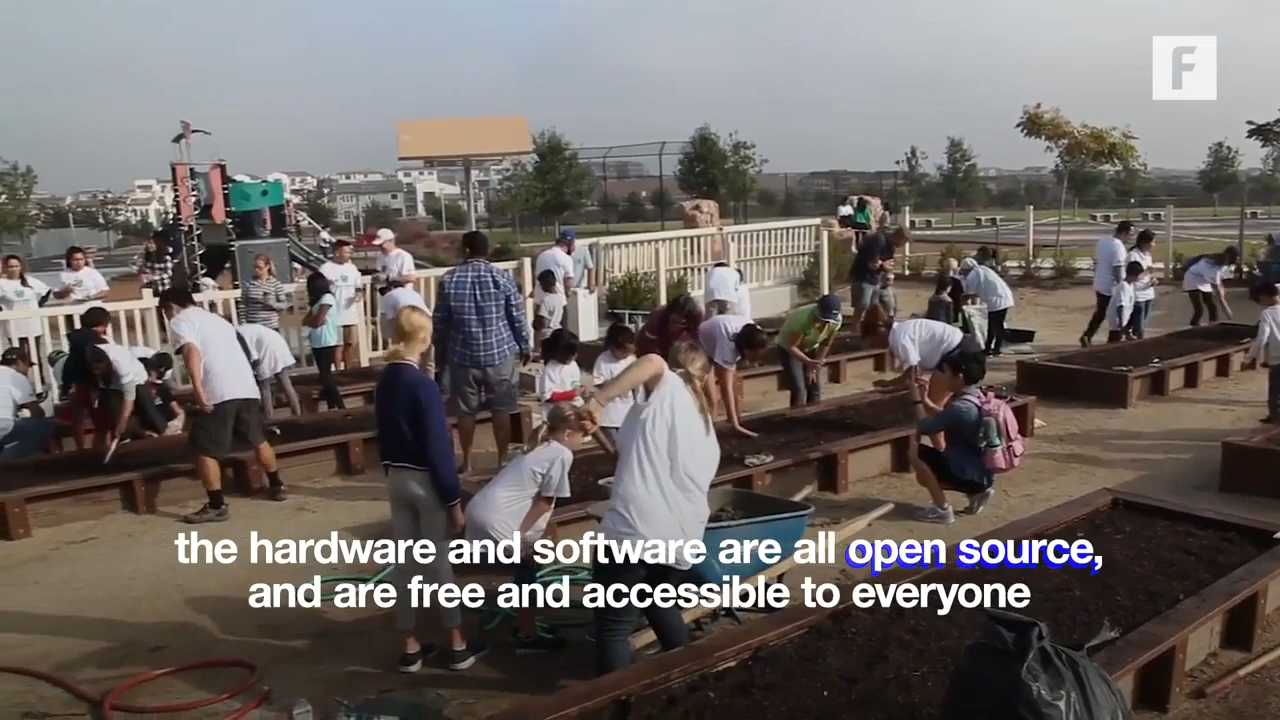 F
the hardware and software are all open source,
and are free and accessible to everyone